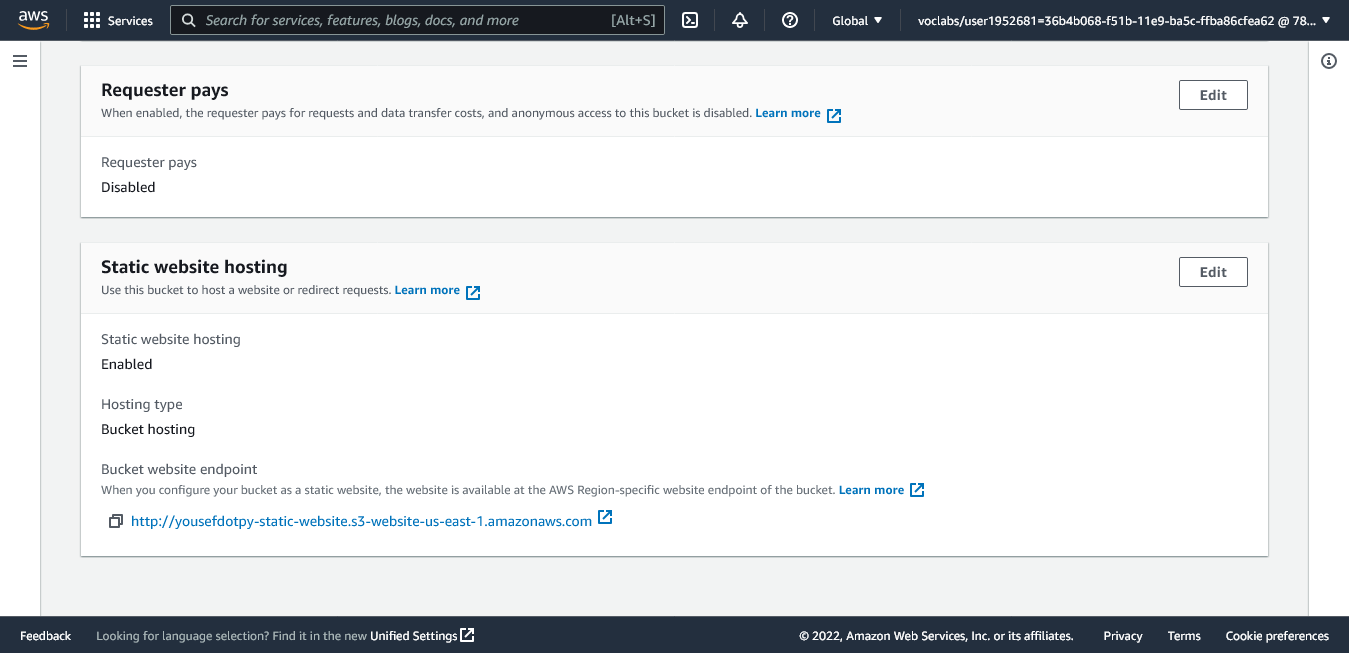 aws
Services
Search for services, features, blogs, docs, and more
[Alt+S]
Global
voclabs/user1952681=36b4b068-f51b-11e9-ba5c-ffba86cfea62 @ 78...
Requester pays
Edit
When enabled, the requester pays for requests and data transfer costs, and anonymous access to this bucket is disabled. Learn more
Requester pays
Disabled
Static website hosting
Edit
Use this bucket to host a website or redirect requests. Learn more
Static website hosting
Enabled
Hosting type
Bucket hosting
Bucket website endpoint
When you configure your bucket as a static website, the website is available at the AWS Region-specific website endpoint of the bucket. Learn more
http://yousefdotpy-static-website.s3-website-us-east-1.amazonaws.com
Feedback
Looking for language selection? Find it in the new Unified Settings
© 2022, Amazon Web Services, Inc. or its affiliates.
Privacy
Terms
Cookie preferences